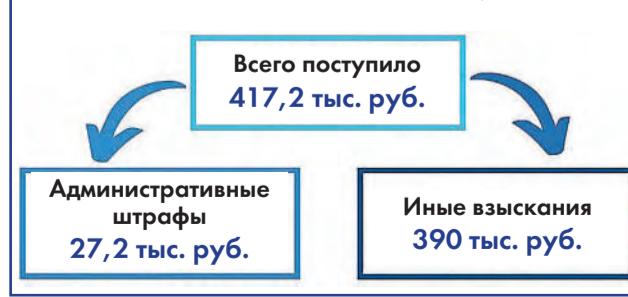 Всего поступило
417,2 тыс. руб.
Административные
штрафы
27,2 тыс. руб.
Иные взыскания
390 тыс. руб.